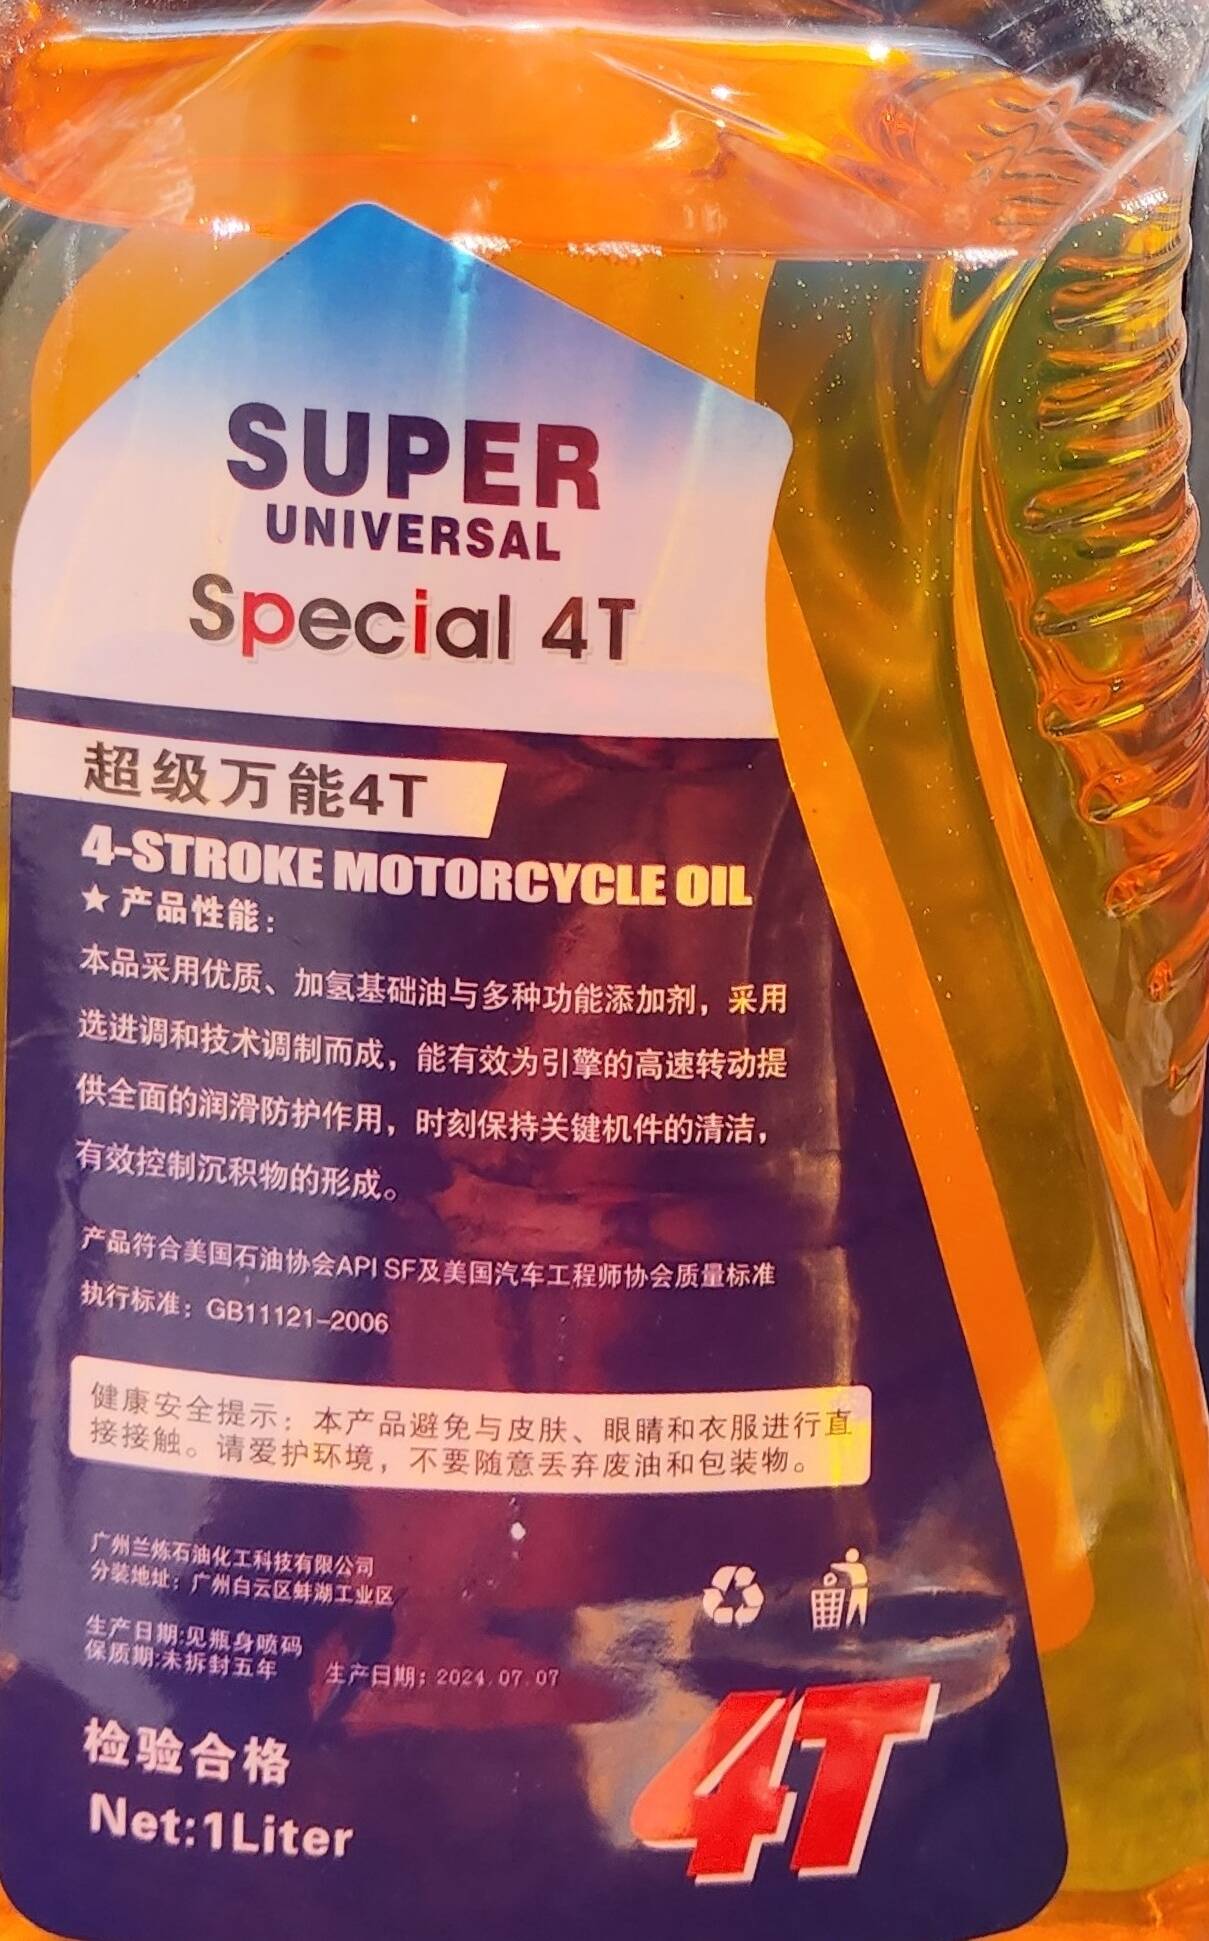 SUPER
UNIVERSAL
Special 4T
超级万能4T
4-STROKE MOTORCYCLE OIL
★产品性能:
本品采用优质、加氢基础油与多种功能添加剂，采用
选进调和技术调制而成，能有效为引擎的高速转动提
供全面的润滑防护作用，时刻保持关键机件的清洁，
有效控制沉积物的形成。
产品符合美国石油协会API SF及美国汽车工程师协会质量标准
执行标准：GB11121-2006
健康安全提示：本产品避免与皮肤、眼睛和衣服进行直
接接触。请爱护环境，不要随意丢弃废油和包装物。
广州兰炼石油化工科技有限公司
分装地址：广州白云区蚌湖工业区
生产日期:见瓶身喷码
保质期:未拆封五年 生产日期：2024.07.07
检验合格
Net:1Liter
4T